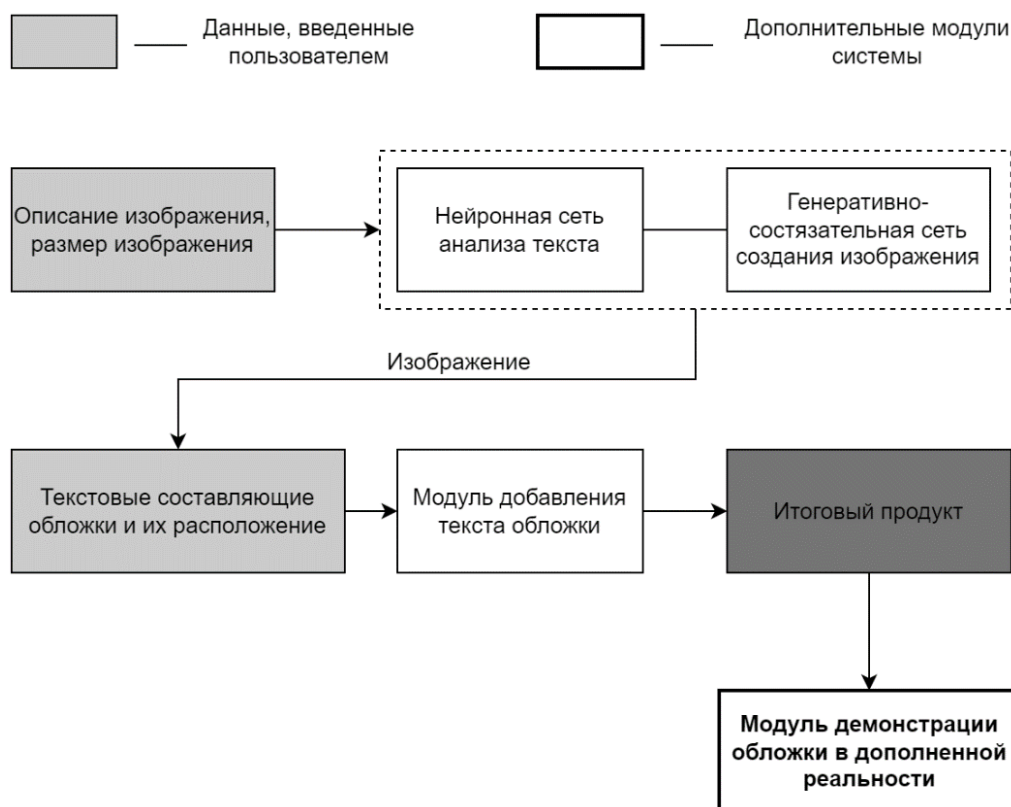 Данные, введенные
пользователем
Дополнительные модули
системы
Описание изображения,
размер изображения
Нейронная сеть
анализа текста
Генеративно-
состязательная сеть
создания изображения
Изображение
Текстовые составляющие
обложки и их расположение
Модуль добавления
текста обложки
Итоговый продукт
Модуль демонстрации
обложки в дополненной
реальности